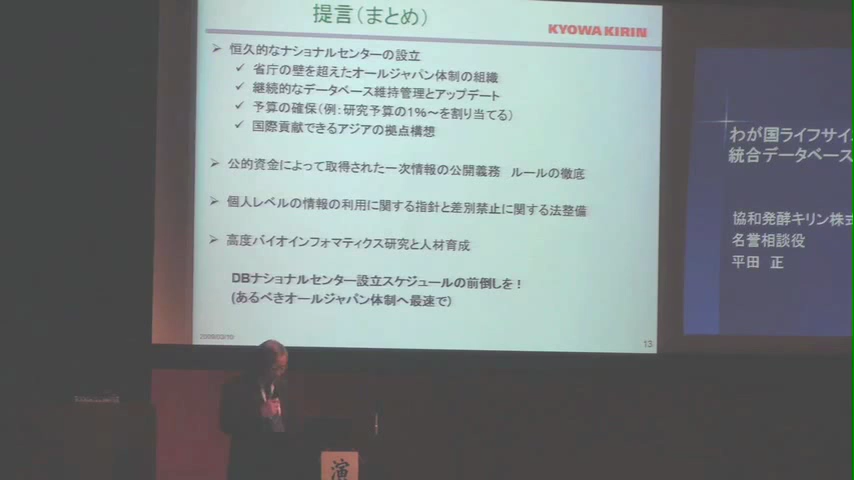 提言（まとめ）
KYOWA KIRIN
➢ 恒久的なナショナルセンターの設立
✓ 省庁の壁を超えたオールジャパン体制の組織
✓ 継続的なデータベース維持管理とアップデート
✓ 予算の確保（例：研究予算の1%～を割り当てる）
✓ 国際貢献できるアジアの拠点構想
➢ 公的資金によって取得された一次情報の公開義務　ルールの徹底
➢ 個人レベルの情報の利用に関する指針と差別禁止に関する法整備
➢ 高度バイオインフォマティクス研究と人材育成
DBナショナルセンター設立スケジュールの前倒しを！
(あるべきオールジャパン体制へ最速で)
13
わが国ライフサイ
統合データベース
協和発酵キリン株式
名誉相談役
平田　正
演